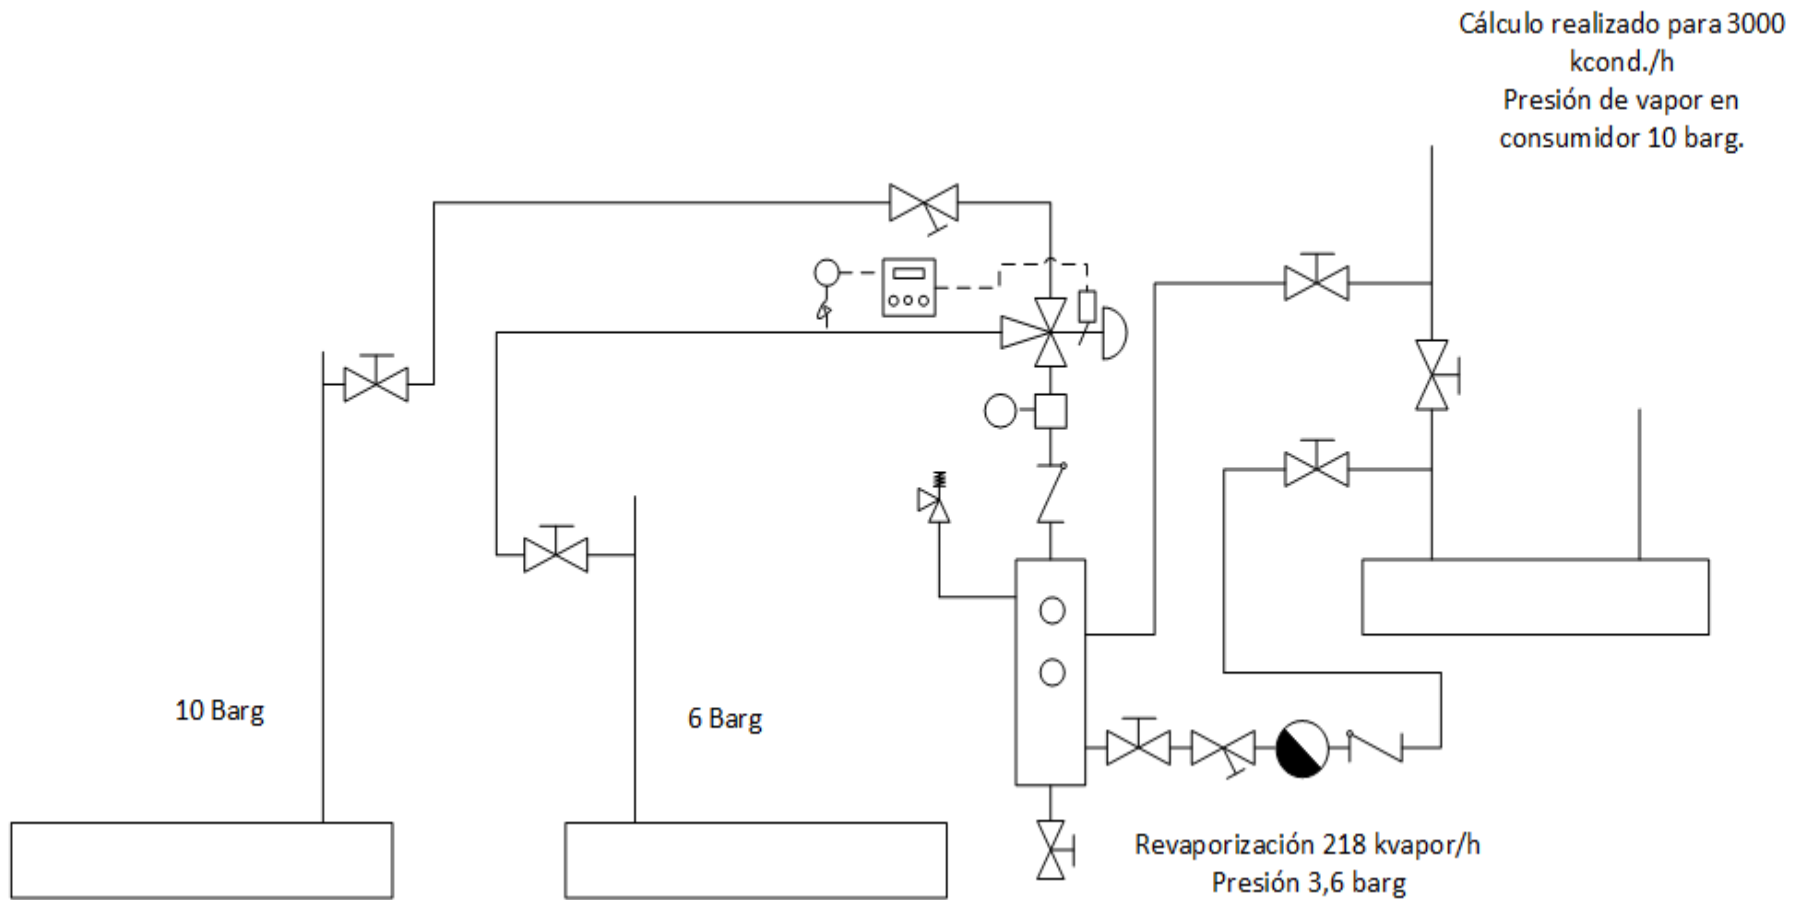 Cálculo realizado para 3000
kcond./h
Presión de vapor en
consumidor 10 barg.
10 Barg
6 Barg
Revaporización 218 kvapor/h
Presión 3,6 barg